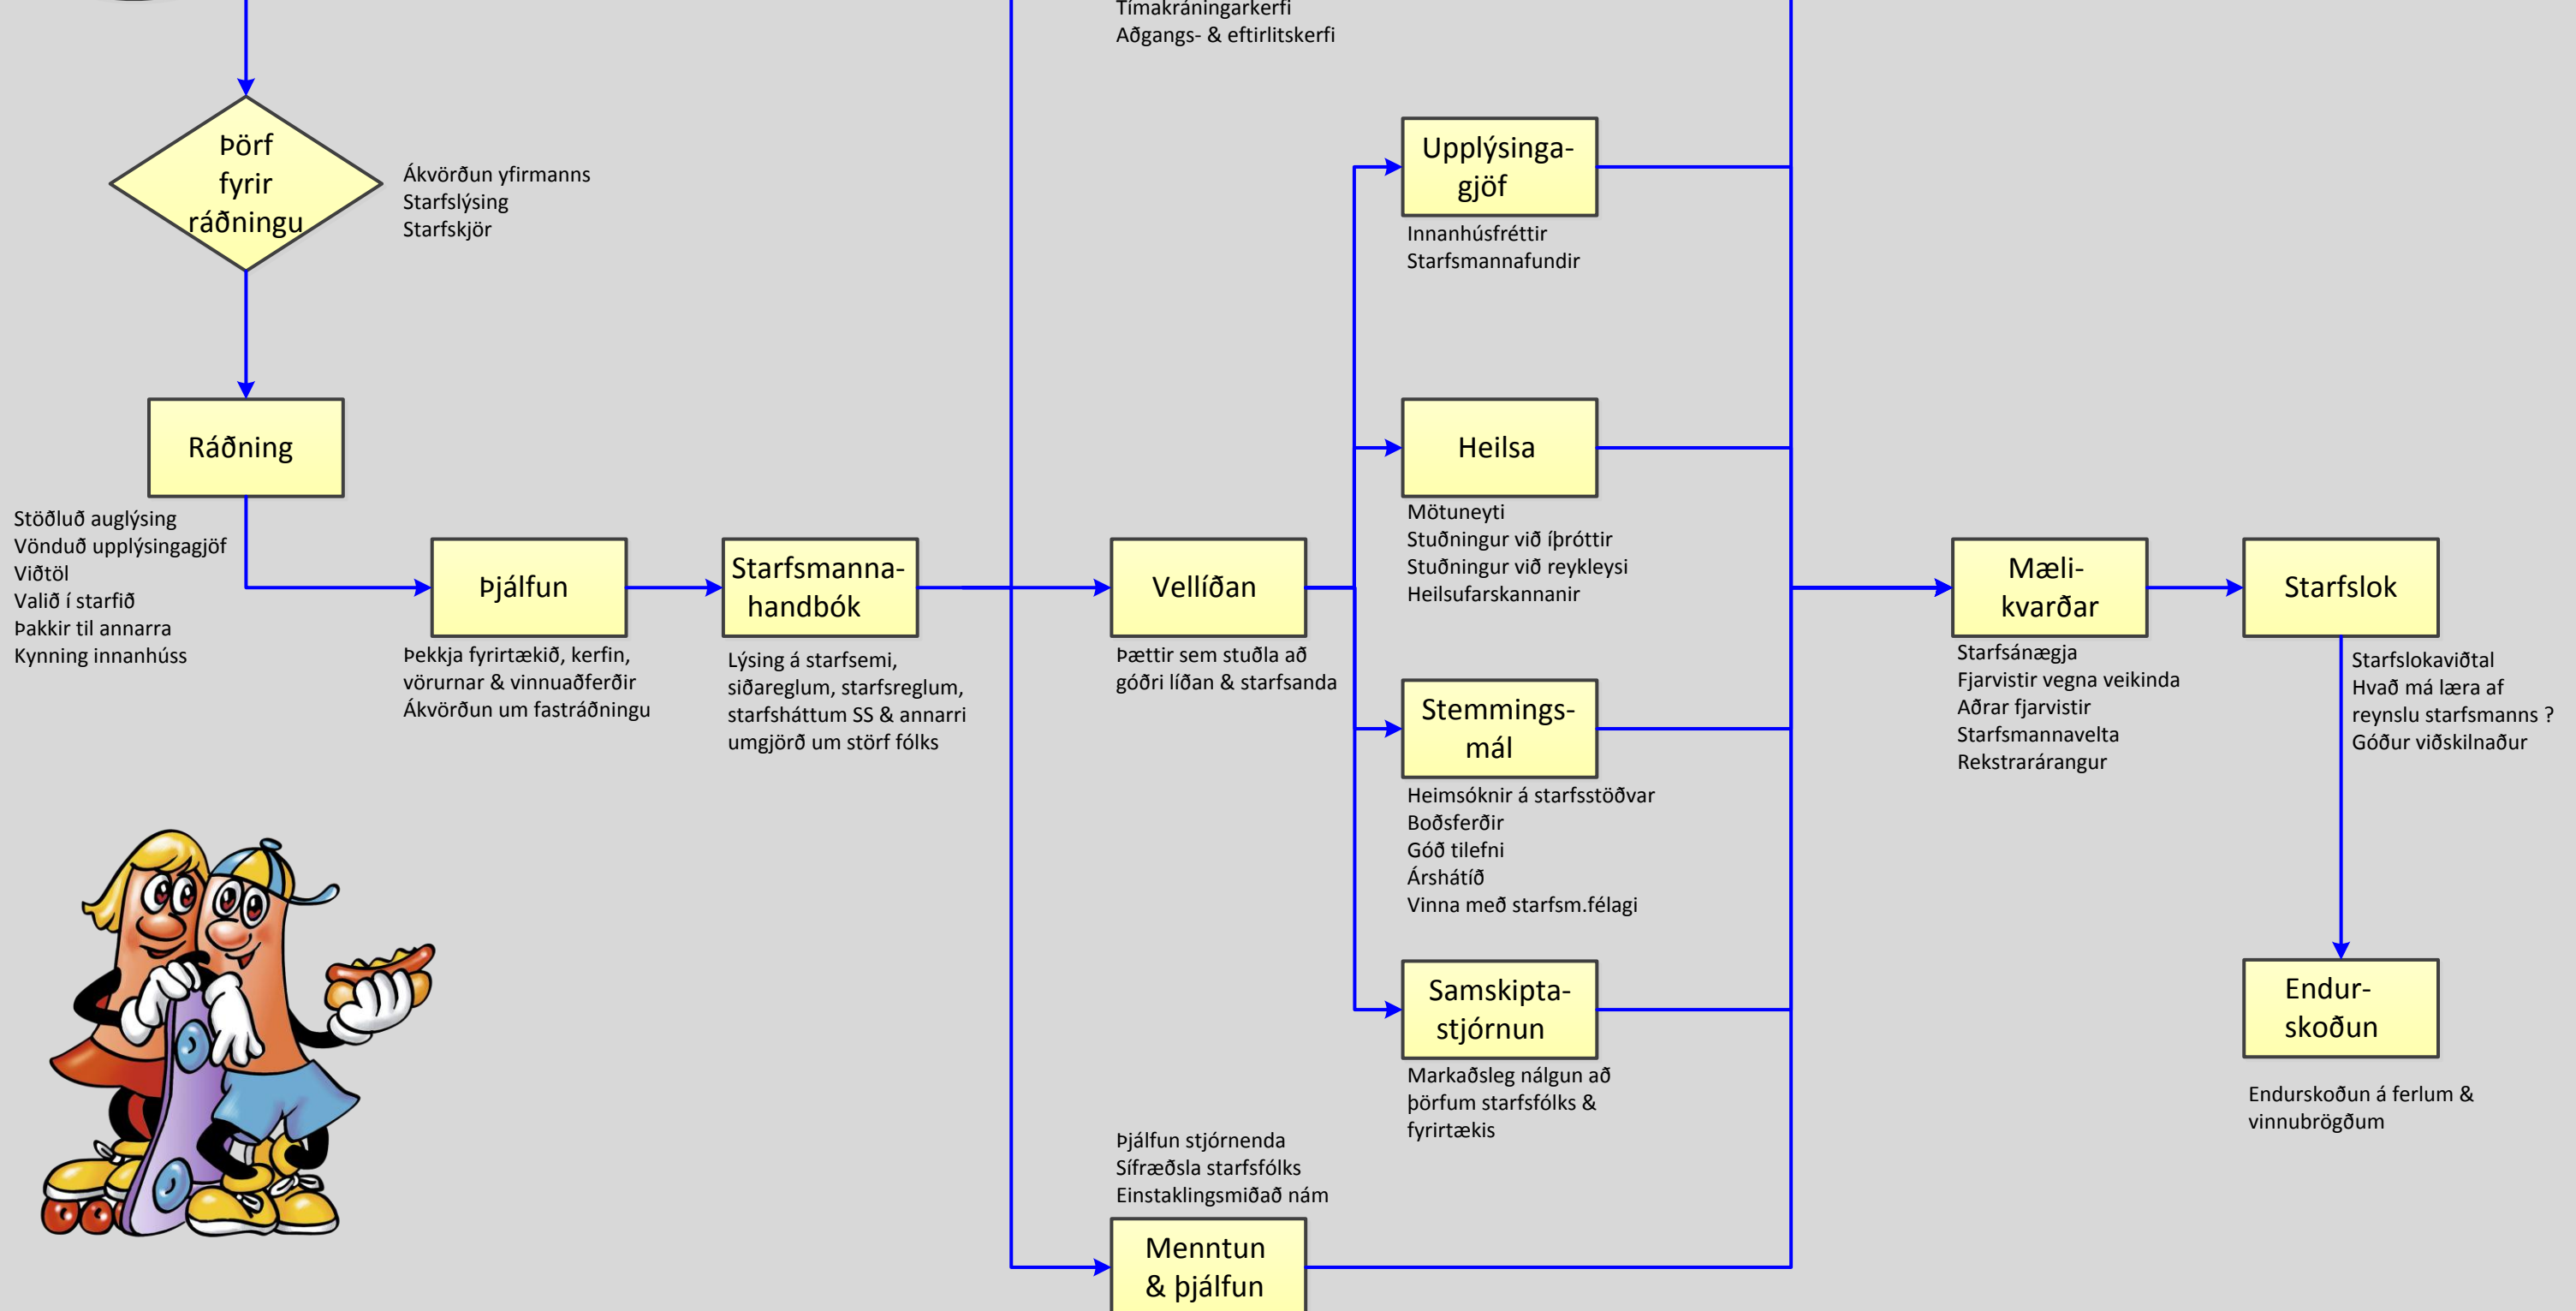 Tímakráningarkerfi
Aðgangs- & eftirlitskerfi
Þörf
fyrir
ráðningu
Ákvörðun yfirmanns
Starfslýsing
Starfskjör
Ráðning
Stöðluð auglýsing
Vönduð upplýsingagjöf
Viðtöl
Valið í starfið
Þakkir til annarra
Kynning innanhúss
Þjálfun
Þekkja fyrirtækið, kerfin,
vörurnar & vinnuaðferðir
Ákvörðun um fastráðningu
Starfsmanna-
handbók
Lýsing á starfsemi,
siðareglum, starfsreglum,
starfsháttum SS & annarri
umgjörð um störf fólks
Vellíðan
Þættir sem stuðla að
góðri líðan & starfsanda
Upplýsinga-
gjöf
Innanhúsfréttir
Starfsmannafundir
Heilsa
Mötuneyti
Stuðningur við íþróttir
Stuðningur við reykleysi
Heilsufarskannanir
Stemmings-
mál
Heimsóknir á starfsstöðvar
Boðsferðir
Góð tilefni
Árshátíð
Vinna með starfsm.félagi
Samskipta-
stjórnun
Markaðsleg nálgun að
þörfum starfsfólks &
fyrirtækis
Þjálfun stjórnenda
Sífræðsla starfsfólks
Einstaklingsmiðað nám
Menntun
& þjálfun
Mæli-
kvarðar
Starfsánægja
Fjarvistir vegna veikinda
Aðrar fjarvistir
Starfsmannavelta
Rekstrarárangur
Starfslok
Starfslokaviðtal
Hvað má læra af
reynslu starfsmanns ?
Góður viðskilnaður
Endur-
skoðun
Endurskoðun á ferlum &
vinnubrögðum